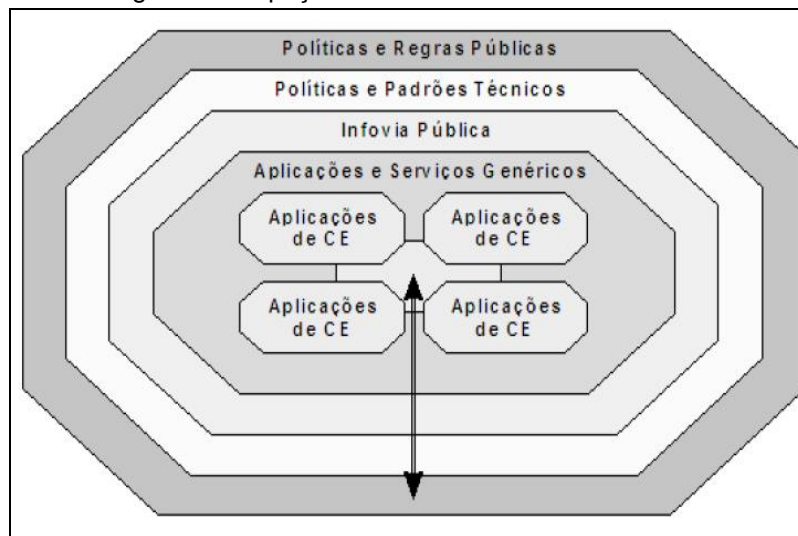 Políticas e Regras Públicas
Políticas e Padrões Técnicos
Infovia Pública
Aplicações e Serviços Genéricos
Aplicações
de CE
Aplicações
de CE
Aplicações
de CE
Aplicações
de CE